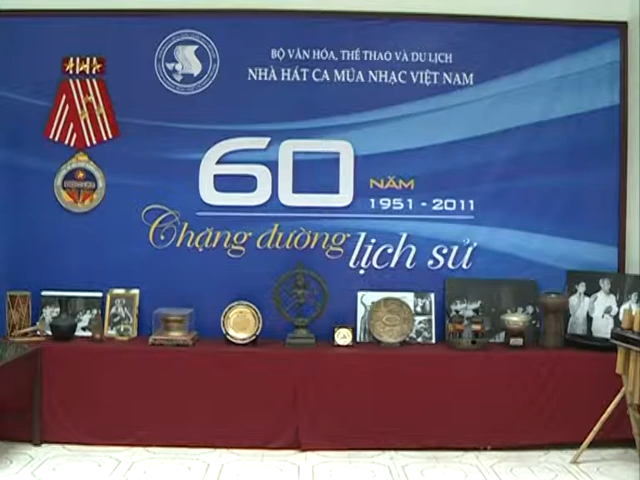 BỘ VĂN HÓA, THỂ THAO VÀ DU LỊCH
NHÀ HÁT CA MÚA NHẠC VIỆT NAM
60 NĂM
1951 - 2011
Chặng đường lịch sử